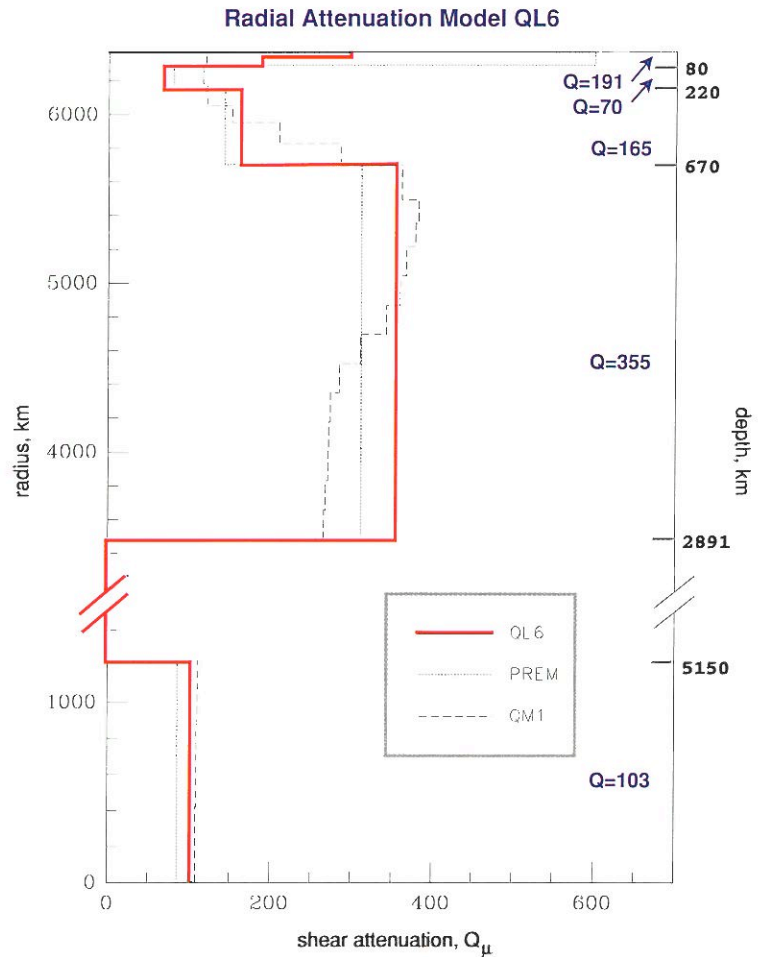 Radial Attenuation Model QL6
80
Q=191
220
Q=70
6000
Q=165
670
5000
Q=355
radius, km
depth, km
4000
2891
QL6
PREM
QM1
5150
1000
Q=103
0
0
200
400
600
shear attenuation, Qμ